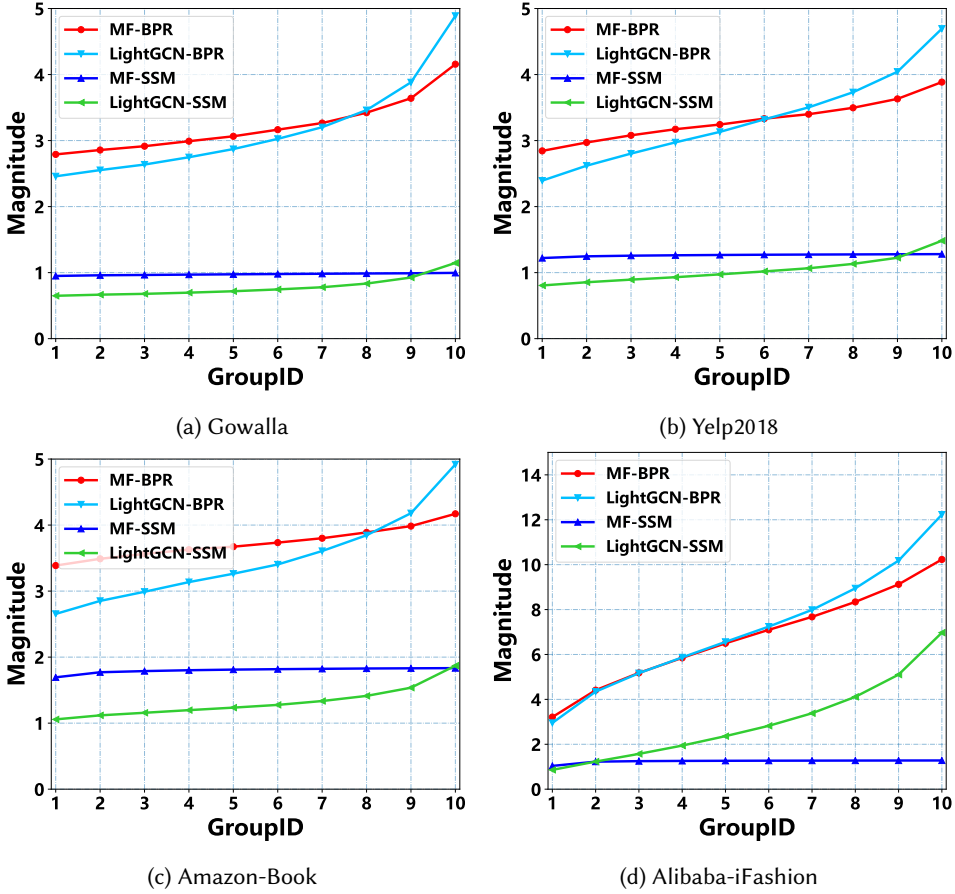 5
4
3
2
1
0
Magnitude
MF-BPR
LightGCN-BPR
MF-SSM
LightGCN-SSM
1 2 3 4 5 6 7 8 9 10
GroupID
(a) Gowalla
5
4
3
2
1
0
Magnitude
MF-BPR
LightGCN-BPR
MF-SSM
LightGCN-SSM
1 2 3 4 5 6 7 8 9 10
GroupID
(b) Yelp2018
5
4
3
2
1
0
Magnitude
MF-BPR
LightGCN-BPR
MF-SSM
LightGCN-SSM
1 2 3 4 5 6 7 8 9 10
GroupID
(c) Amazon-Book
14
12
10
8
6
4
2
0
Magnitude
MF-BPR
LightGCN-BPR
MF-SSM
LightGCN-SSM
1 2 3 4 5 6 7 8 9 10
GroupID
(d) Alibaba-iFashion